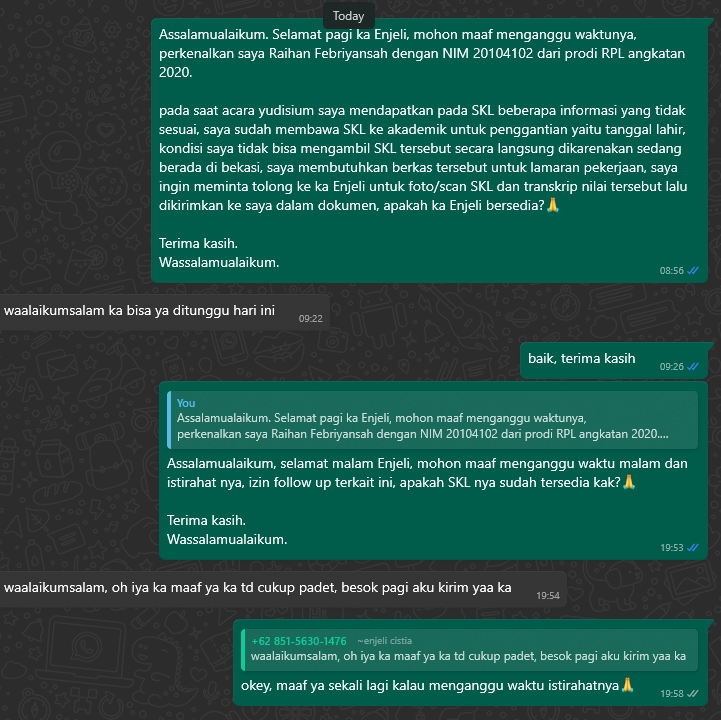 Today
Assalamualaikum. Selamat pagi ka Enjeli, mohon maaf menganggu waktunya,
perkenalkan saya Raihan Febriyansah dengan NIM 20104102 dari prodi RPL angkatan
2020.
pada saat acara yudisium saya mendapatkan pada SKL beberapa informasi yang tidak
sesuai, saya sudah membawa SKL ke akademik untuk penggantian yaitu tanggal lahir,
kondisi saya tidak bisa mengambil SKL tersebut secara langsung dikarenakan sedang
berada di bekasi, saya membutuhkan berkas tersebut untuk lamaran pekerjaan, saya
ingin meminta tolong ke ka Enjeli untuk foto/scan SKL dan transkrip nilai tersebut lalu
dikirimkan ke saya dalam dokumen, apakah ka Enjeli bersedia?🙏
Terima kasih.
Wassalamualaikum.
08:56
waalaikumsalam ka bisa ya ditunggu hari ini
09:22
baik, terima kasih
09:26
You
Assalamualaikum. Selamat pagi ka Enjeli, mohon maaf menganggu waktunya,
perkenalkan saya Raihan Febriyansah dengan NIM 20104102 dari prodi RPL angkatan 2020....
Assalamualaikum, selamat malam Enjeli, mohon maaf menganggu waktu malam dan
istirahat nya, izin follow up terkait ini, apakah SKL nya sudah tersedia kak?🙏
Terima kasih.
Wassalamualaikum.
19:53
waalaikumsalam, oh iya ka maaf ya ka td cukup padet, besok pagi aku kirim yaa ka
19:54
+62 851-5630-1476 ~enjeli cistia
waalaikumsalam, oh iya ka maaf ya ka td cukup padet, besok pagi aku kirim yaa ka
okey, maaf ya sekali lagi kalau menganggu waktu istirahatnya🙏
19:58